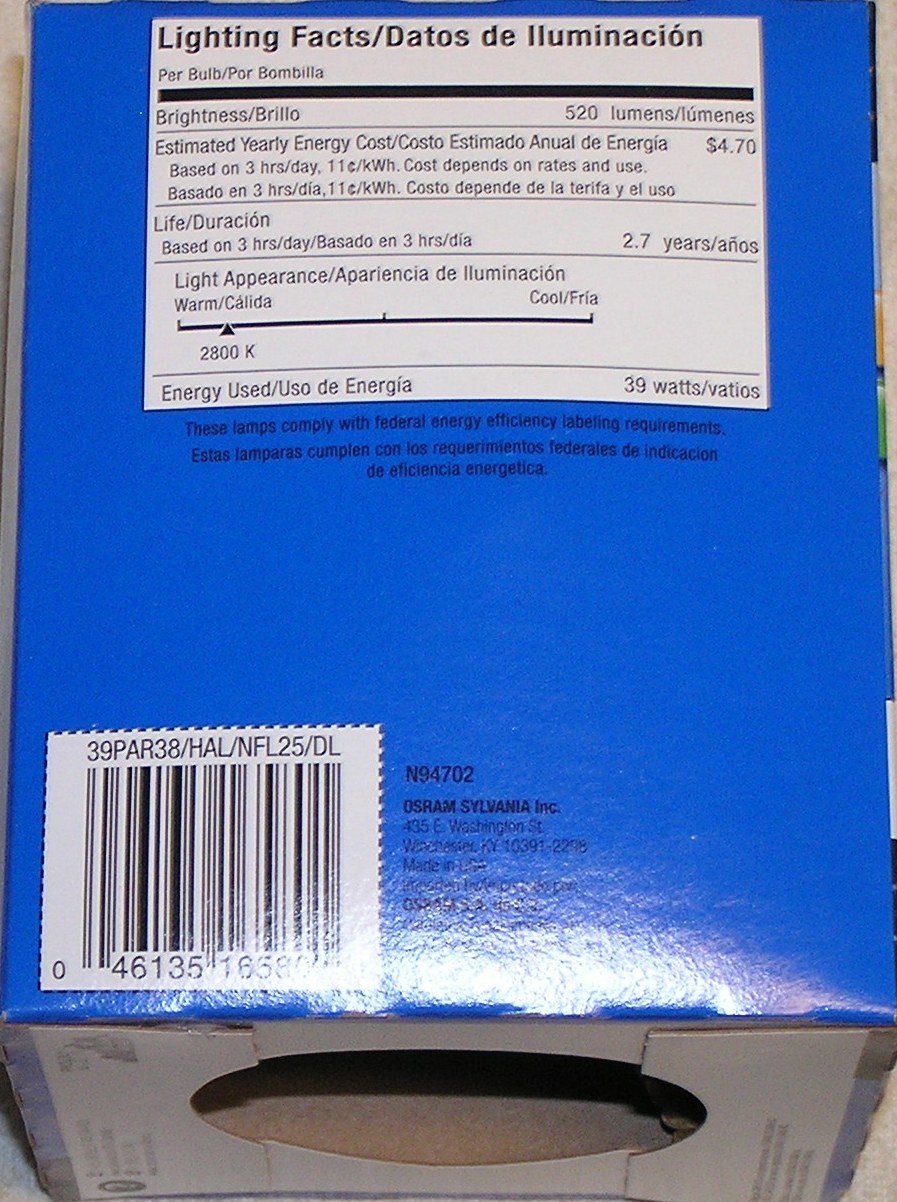 Lighting Facts/Datos de Iluminación
Per Bulb/Por Bombilla
Brightness/Brillo 520 lumens/lúmenes
Estimated Yearly Energy Cost/Costo Estimado Anual de Energía $4.70
Based on 3 hrs/day, 11¢/kWh. Cost depends on rates and use.
Basado en 3 hrs/día, 11¢/kWh. Costo depende de la terifa y el uso
Life/Duración
Based on 3 hrs/day/Basado en 3 hrs/día 2.7 years/años
Light Appearance/Apariencia de Iluminación
Warm/Cálida Cool/Fría
2800 K
Energy Used/Uso de Energía 39 watts/vatios
These lamps comply with federal energy efficiency labeling requirements.
Estas lamparas cumplen con los requerimientos federales de indicacion
de eficiencia energetica.
39PAR38/HAL/NFL25/DL
0 46135 1658
N94702
OSRAM SYLVANIA Inc.
435 E. Washington St.
Winchester, KY 10391-2298
Made in USA